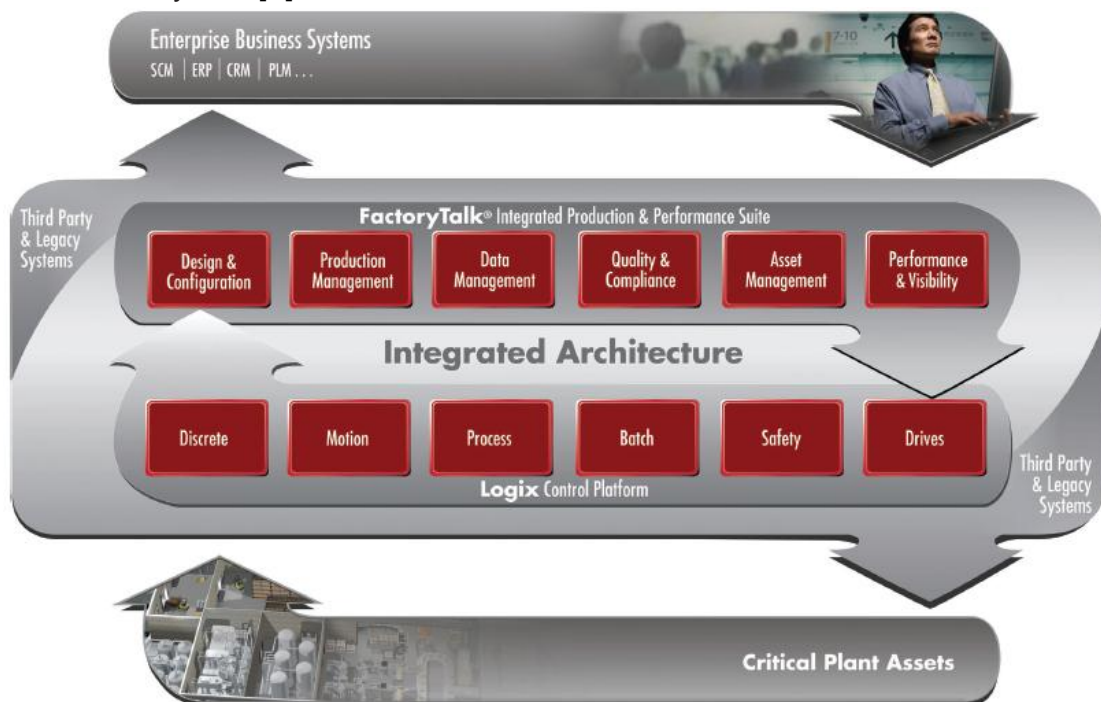 Enterprise Business Systems
SCM | ERP | CRM | PLM . . .
7-10
Third Party
& Legacy
Systems
FactoryTalk® Integrated Production & Performance Suite
Design &
Configuration
Production
Management
Data
Management
Quality &
Compliance
Asset
Management
Performance
& Visibility
Integrated Architecture
Discrete
Motion
Process
Batch
Safety
Drives
Logix Control Platform
Third Party
& Legacy
Systems
Critical Plant Assets